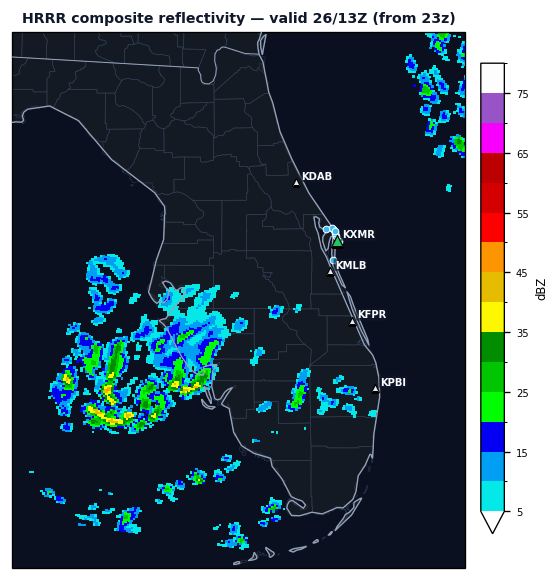 HRRR composite reflectivity — valid 26/13Z (from 23z)
KDAB
KXMR
KMLB
KFPR
KPBI
75
65
55
45
35
25
15
5
dBZ